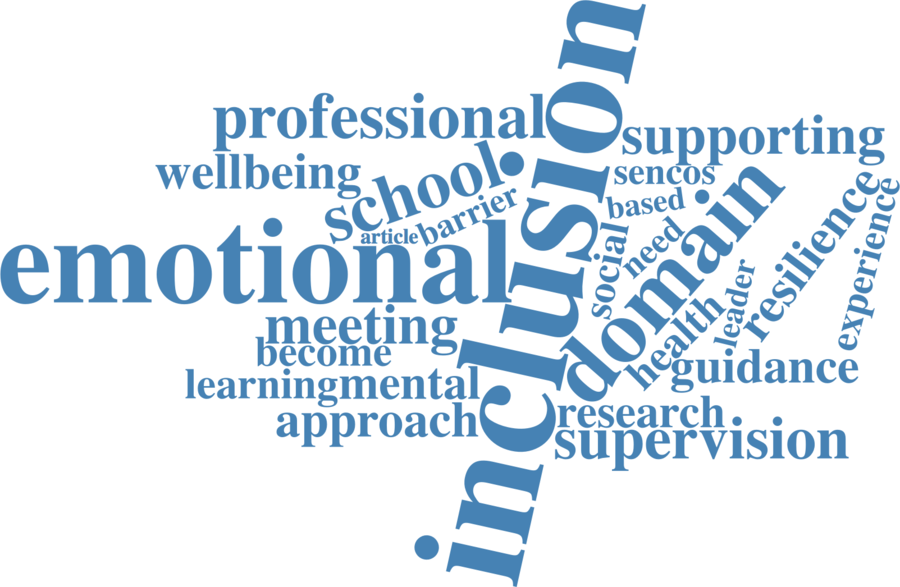 inclusion
professional
supporting
wellbeing
school
sencos
barrier
based
article
emotional
social
need
domain
resilience
experience
meeting
become
health
leader
learning
mental
guidance
approach
research
supervision